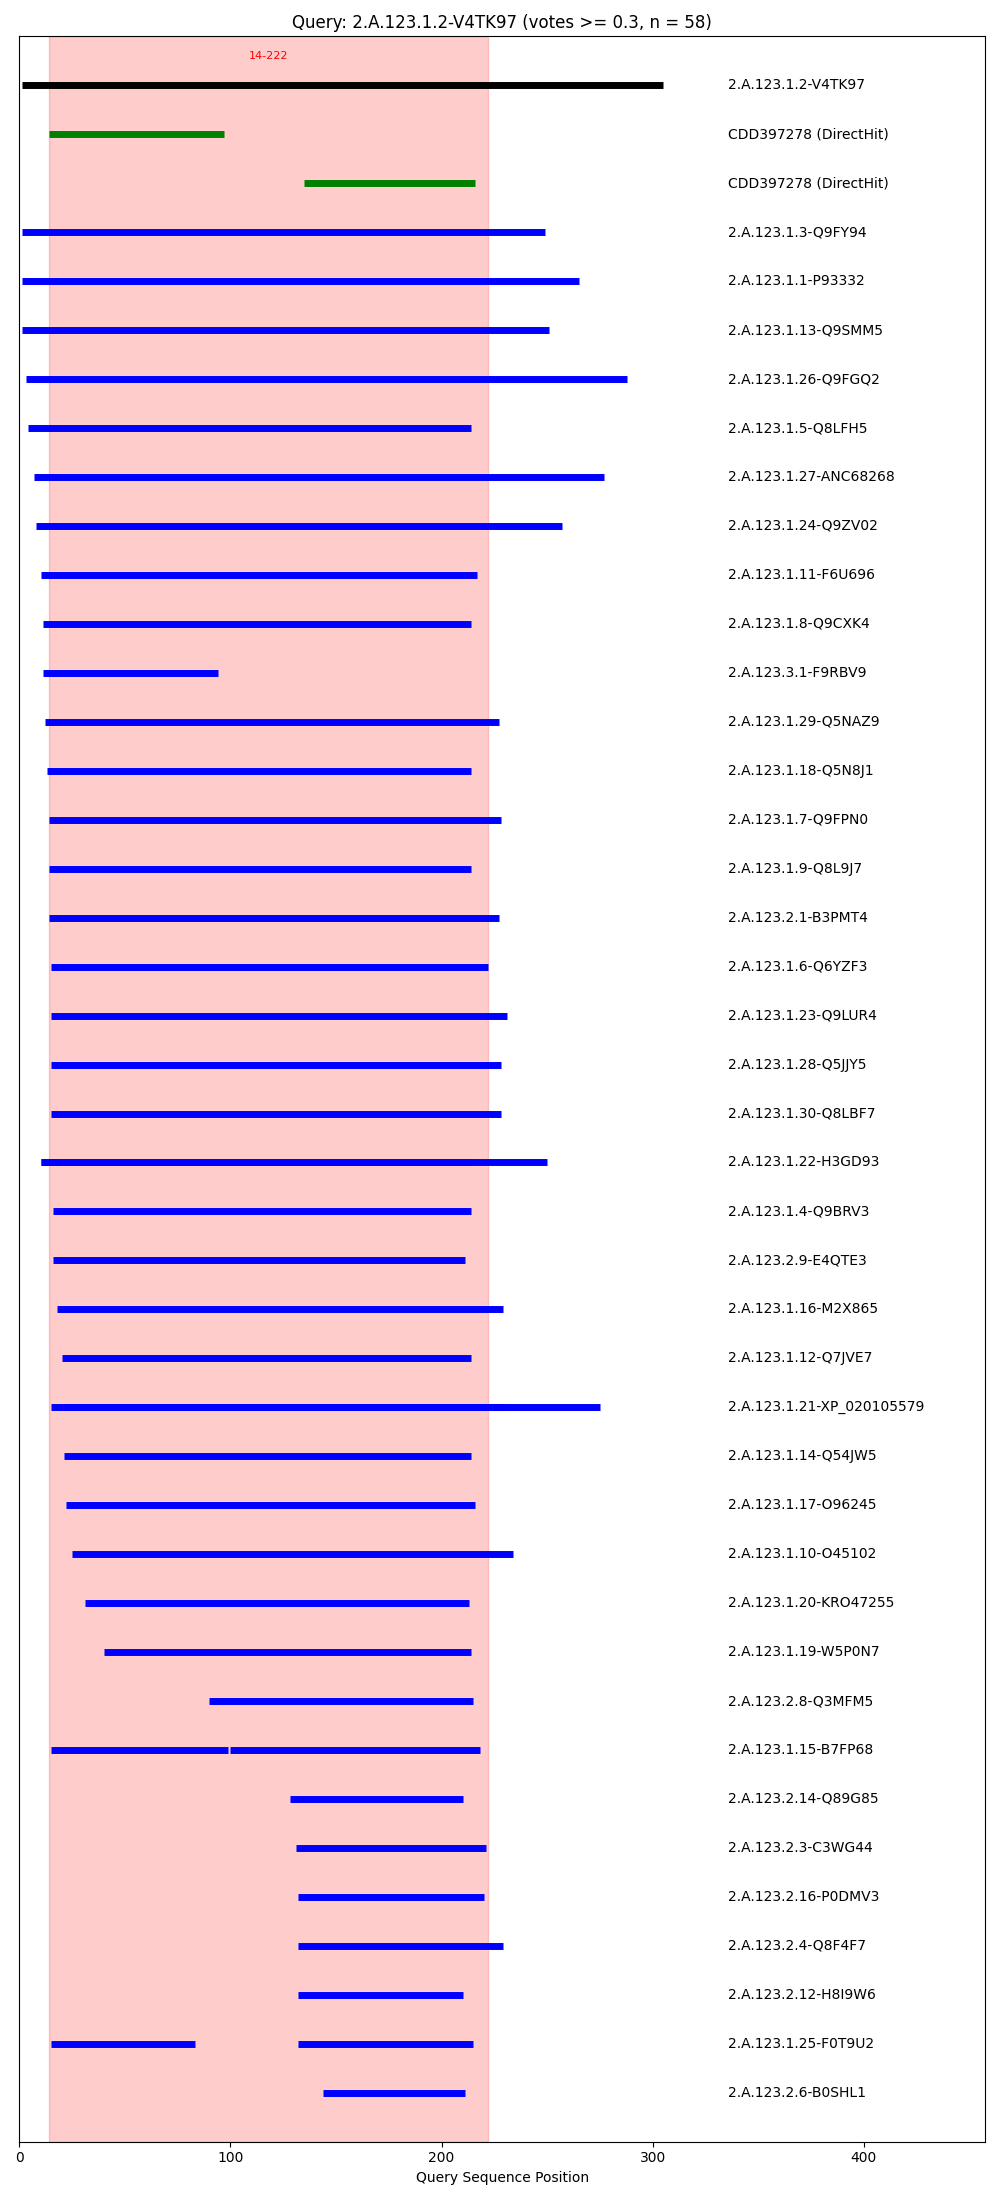 Query: 2.A.123.1.2-V4TK97 (votes >= 0.3, n = 58)
14-222
2.A.123.1.2-V4TK97
CDD397278 (DirectHit)
CDD397278 (DirectHit)
2.A.123.1.3-Q9FY94
2.A.123.1.1-P93332
2.A.123.1.13-Q9SMM5
2.A.123.1.26-Q9FGQ2
2.A.123.1.5-Q8LFH5
2.A.123.1.27-ANC68268
2.A.123.1.24-Q9ZV02
2.A.123.1.11-F6U696
2.A.123.1.8-Q9CXK4
2.A.123.3.1-F9RBV9
2.A.123.1.29-Q5NAZ9
2.A.123.1.18-Q5N8J1
2.A.123.1.7-Q9FPN0
2.A.123.1.9-Q8L9J7
2.A.123.2.1-B3PMT4
2.A.123.1.6-Q6YZF3
2.A.123.1.23-Q9LUR4
2.A.123.1.28-Q5JJY5
2.A.123.1.30-Q8LBF7
2.A.123.1.22-H3GD93
2.A.123.1.4-Q9BRV3
2.A.123.2.9-E4QTE3
2.A.123.1.16-M2X865
2.A.123.1.12-Q7JVE7
2.A.123.1.21-XP_020105579
2.A.123.1.14-Q54JW5
2.A.123.1.17-O96245
2.A.123.1.10-O45102
2.A.123.1.20-KRO47255
2.A.123.1.19-W5P0N7
2.A.123.2.8-Q3MFM5
2.A.123.1.15-B7FP68
2.A.123.2.14-Q89G85
2.A.123.2.3-C3WG44
2.A.123.2.16-P0DMV3
2.A.123.2.4-Q8F4F7
2.A.123.2.12-H8I9W6
2.A.123.1.25-F0T9U2
2.A.123.2.6-B0SHL1
0 100 200 300 400
Query Sequence Position